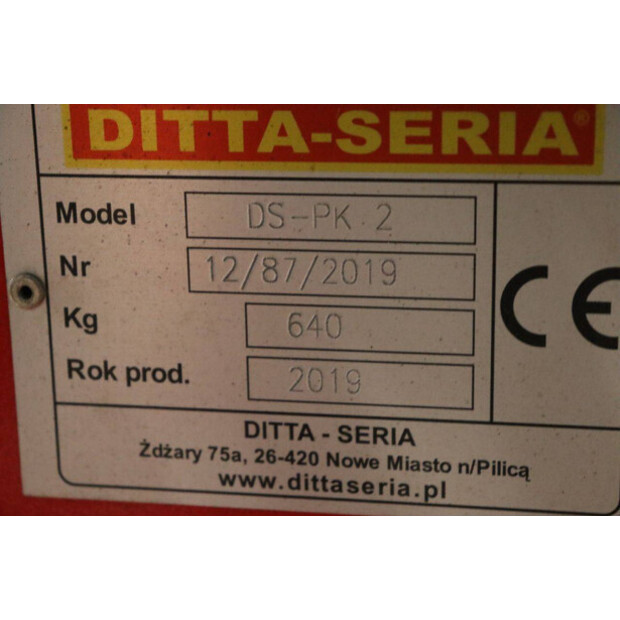 DITTA-SERIA®
Model DS-PK 2
Nr 12/87/2019
Kg 640
Rok prod. 2019
CE
DITTA - SERIA
Żdżary 75a, 26-420 Nowe Miasto n/Pilicą
www.dittaseria.pl